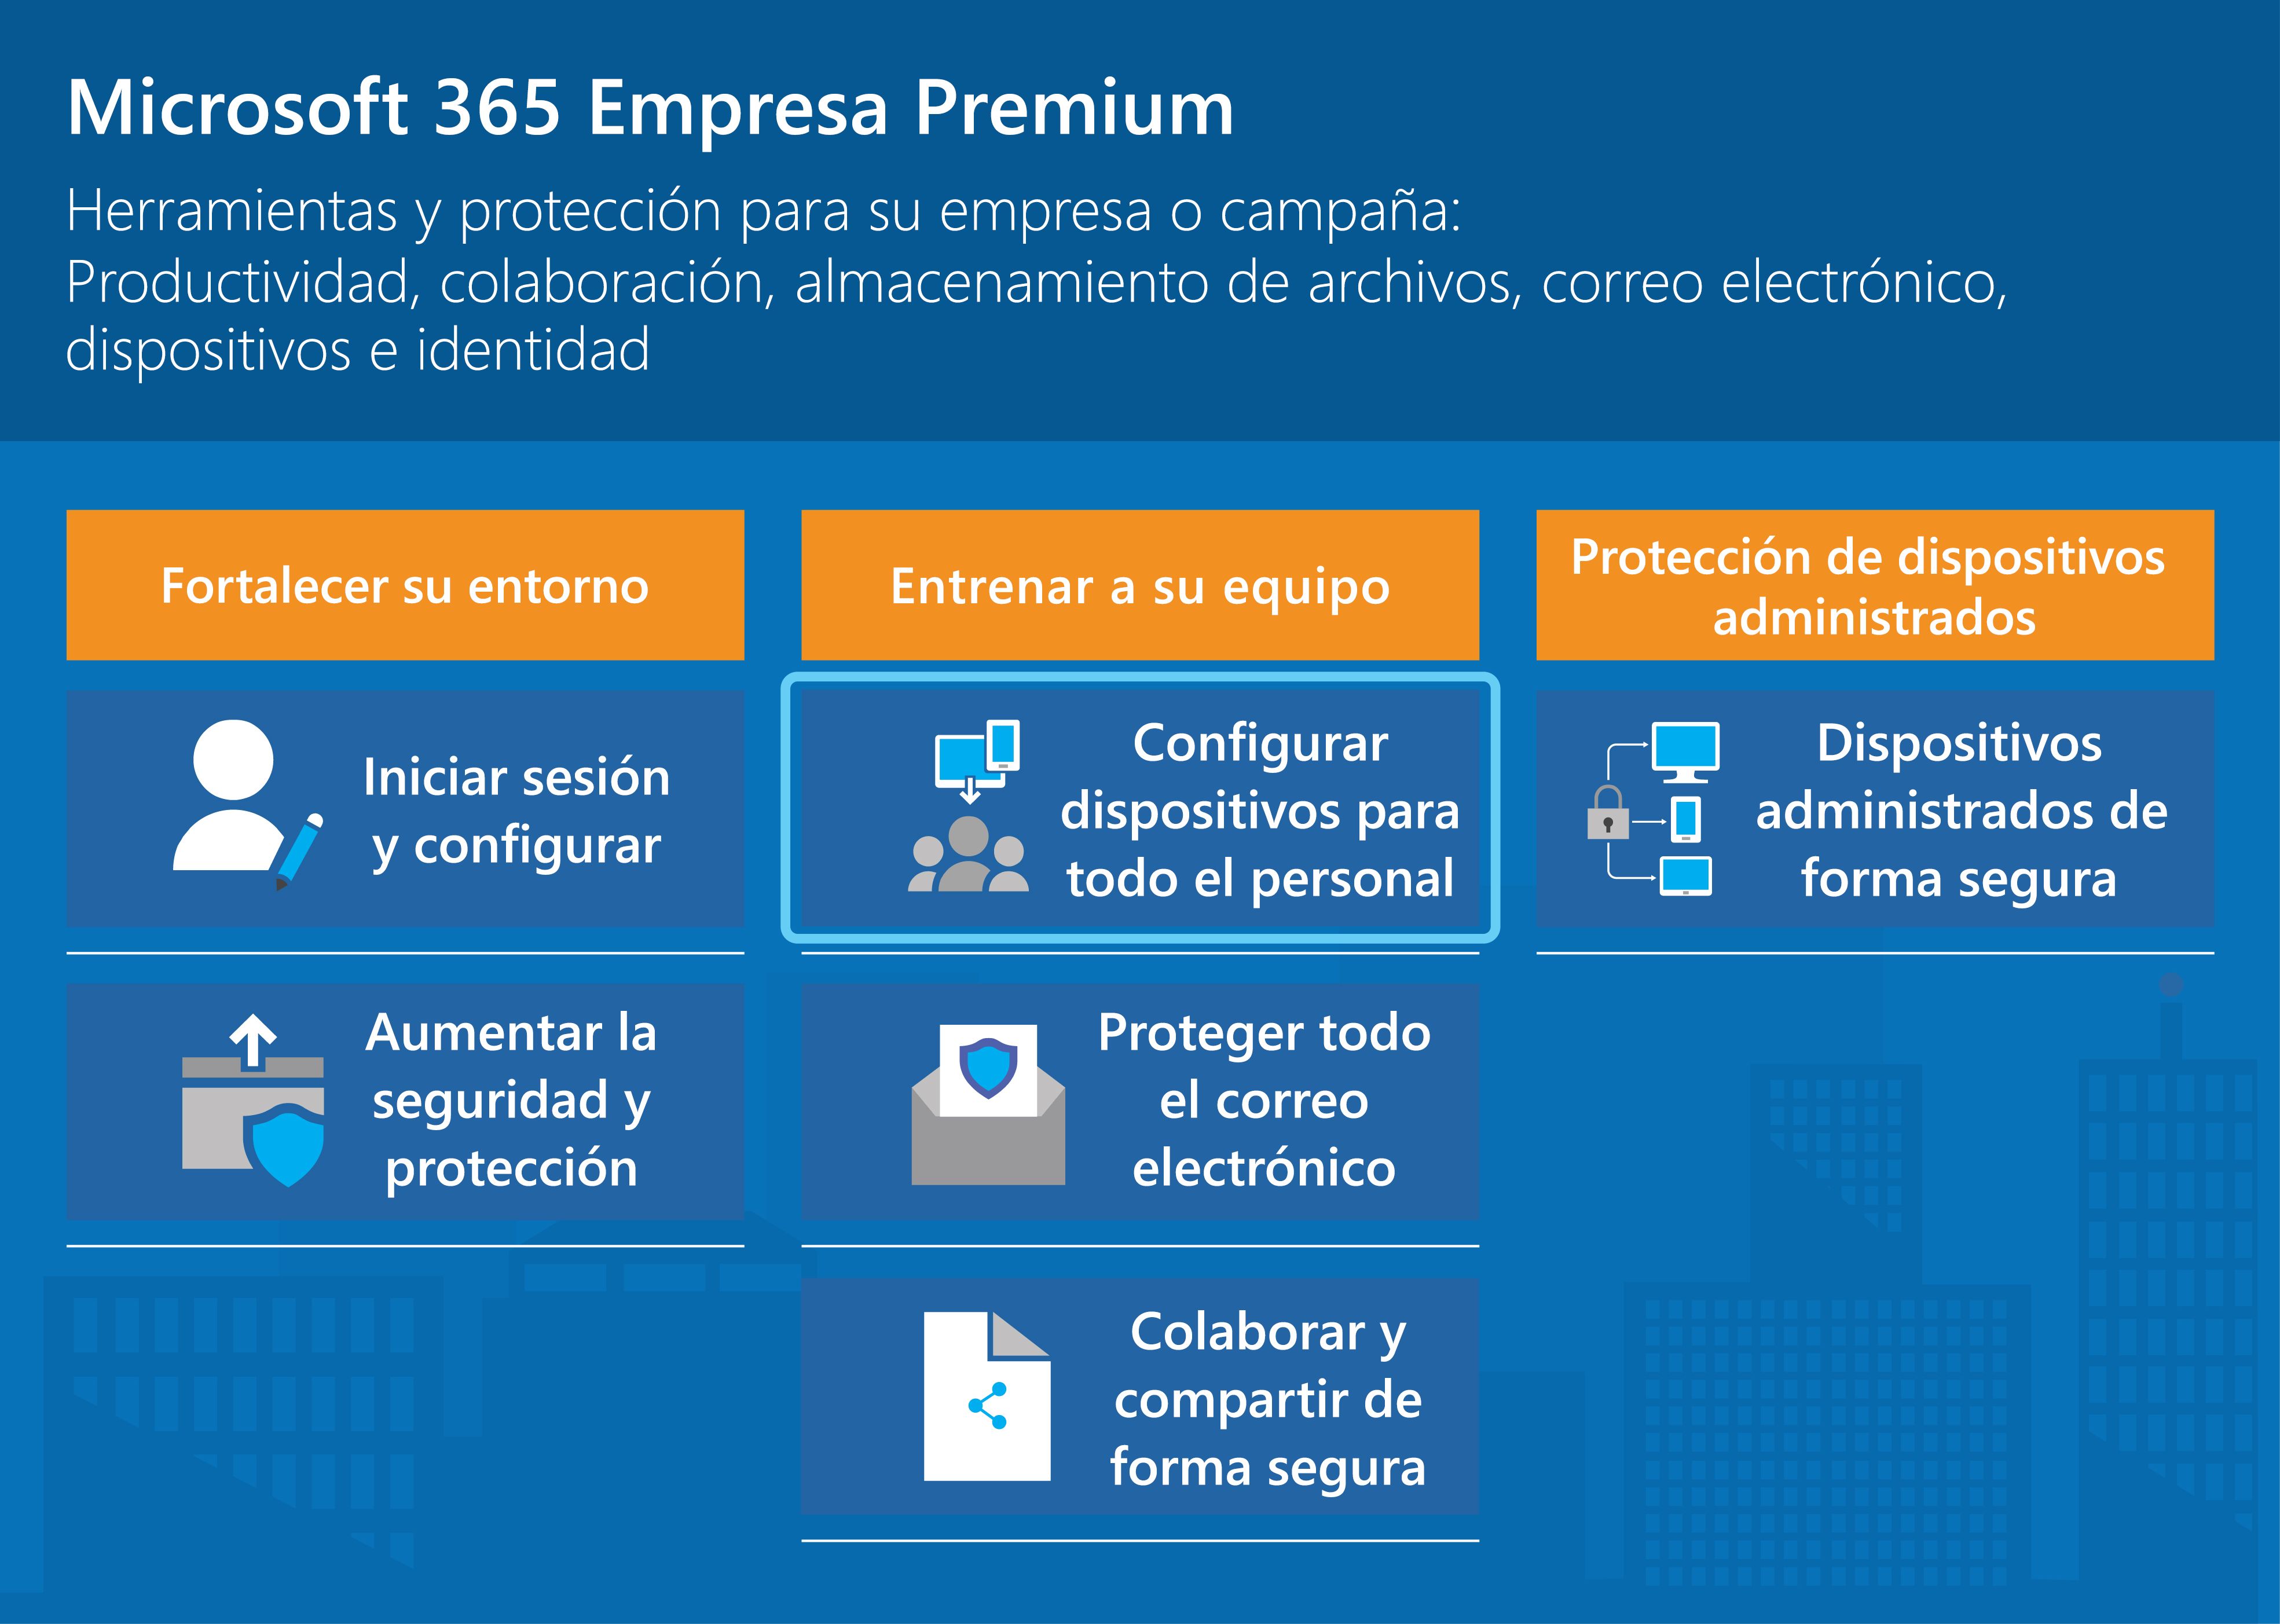 Microsoft 365 Empresa Premium
Herramientas y protección para su empresa o campaña:
Productividad, colaboración, almacenamiento de archivos, correo electrónico,
dispositivos e identidad
Fortalecer su entorno
Iniciar sesión
y configurar
Aumentar la
seguridad y
protección
Entrenar a su equipo
Configurar
dispositivos para
todo el personal
Proteger todo
el correo
electrónico
Colaborar y
compartir de
forma segura
Protección de dispositivos
administrados
Dispositivos
administrados de
forma segura